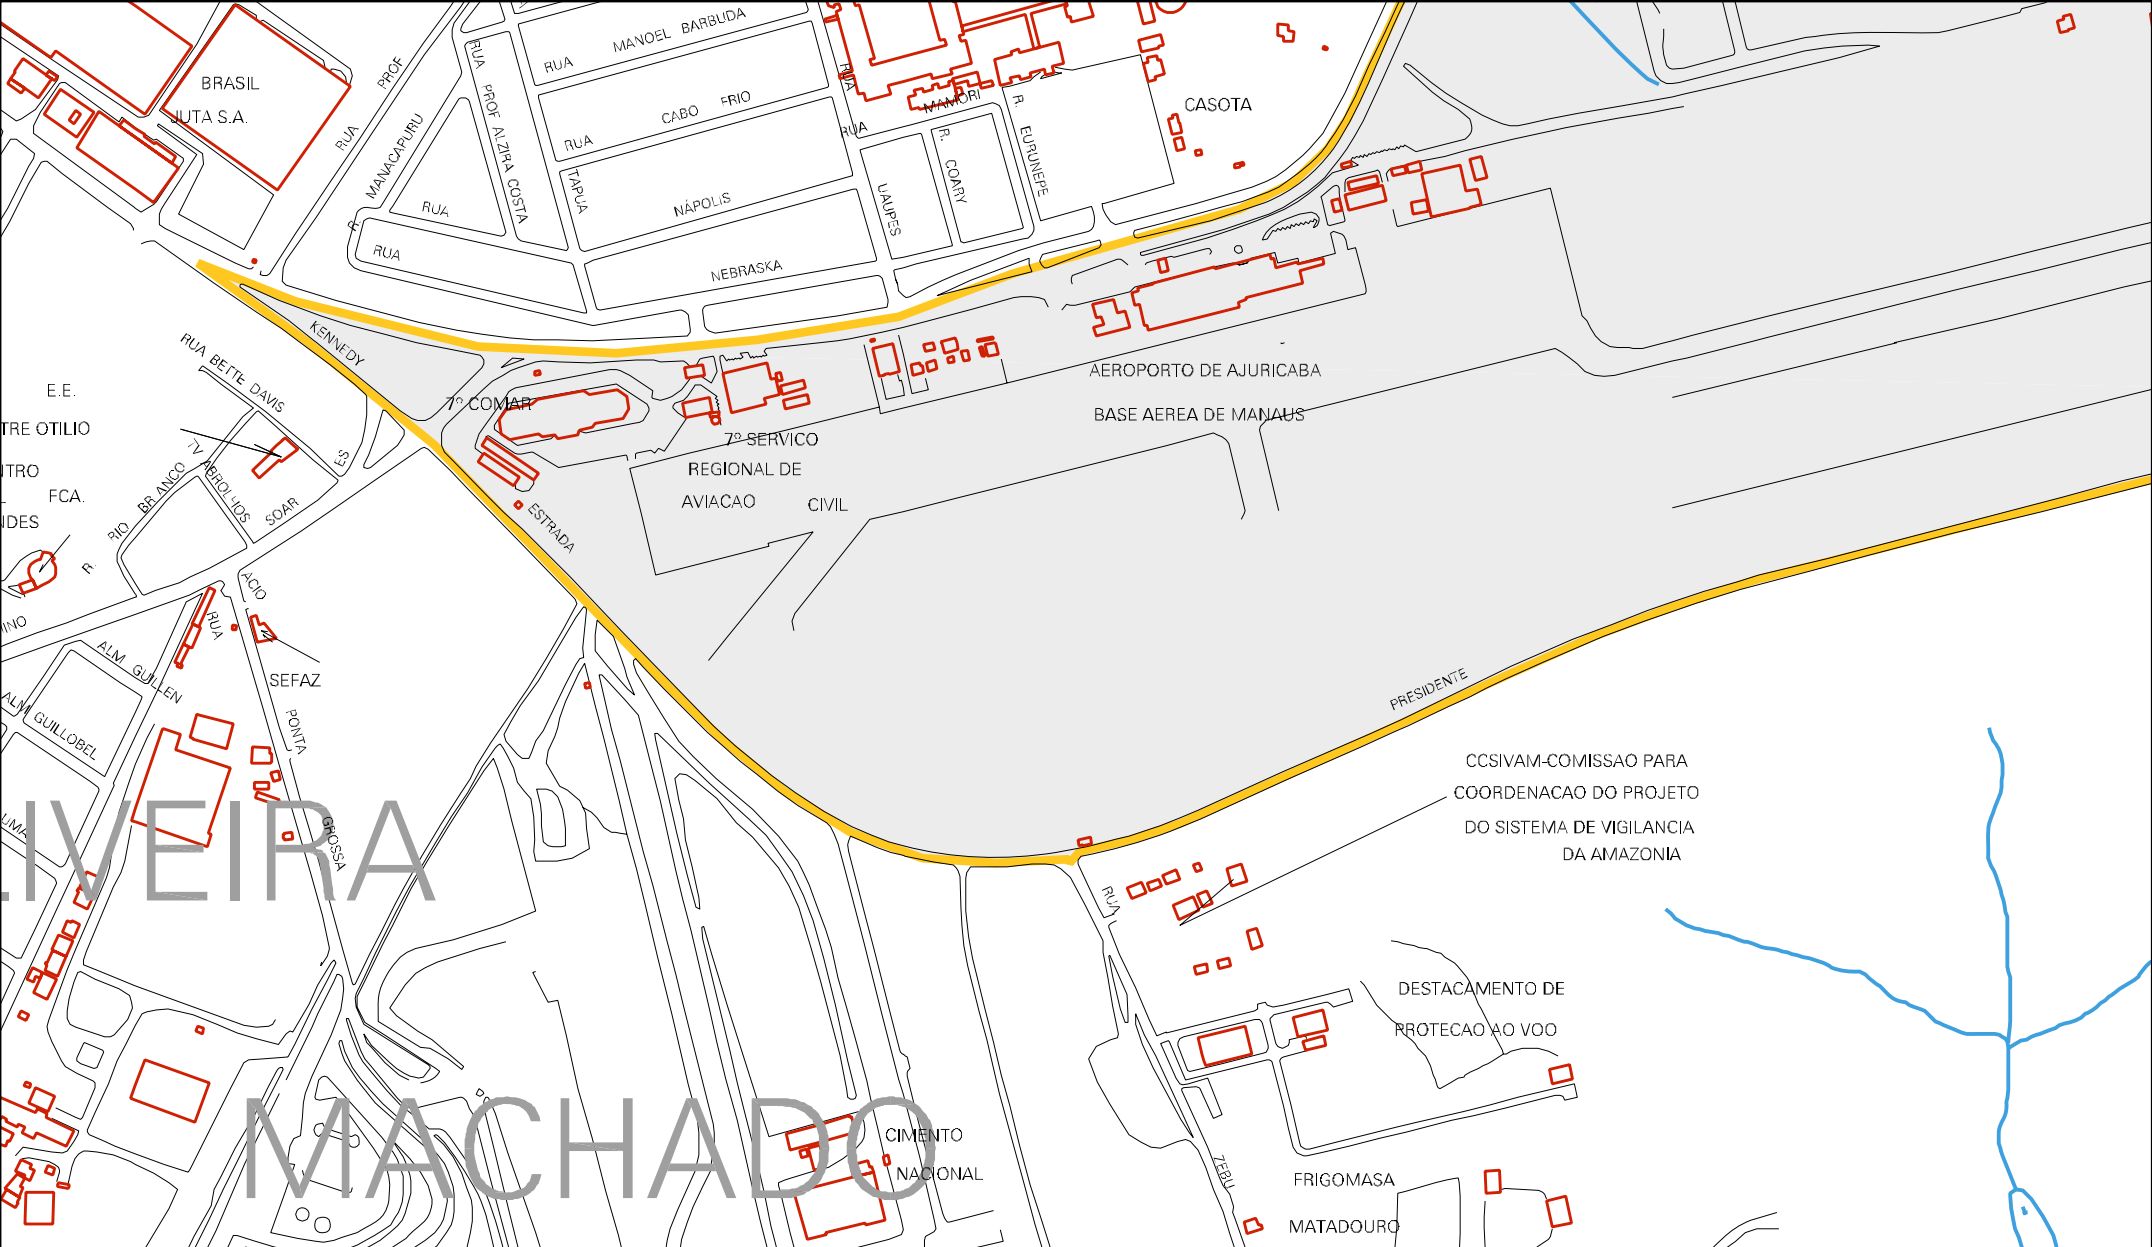 MANOEL BARBUDA
RUA
PROF
RUA
BRASIL
JUTA S.A.
RUA
MANACAPURU
R.
RUA
RUA
PROF ALZIRA COSTA
CABO FRIO
RUA
TAPUA
NÁPOLIS
NEBRASKA
RUA
RUA
MAMORI
R.
EURUNEPE
R.
COARY
UAUPES
CASOTA
RUA
KENNEDY
RUA BETTE DAVIS
E.E.
TRE OTILIO
NTRO
FCA.
NDES
TV ABROLHOS
RIO BRANCO
R.
SOAR
ES
7º COMAR
7º SERVICO
REGIONAL DE
AVIACAO CIVIL
ESTRADA
AEROPORTO DE AJURICABA
BASE AEREA DE MANAUS
PRESIDENTE
ACIO
INO
RUA
ALM GUILLEN
SEFAZ
ALM GUILLOBEL
PONTA
GROSSA
UMA
LIVEIRA
MACHADO
CCSIVAM-COMISSAO PARA
COORDENACAO DO PROJETO
DO SISTEMA DE VIGILANCIA
DA AMAZONIA
RUA
ZEBU
DESTACAMENTO DE
PROTECAO AO VOO
DO
CIMENTO
NACIONAL
FRIGOMASA
MATADOURO